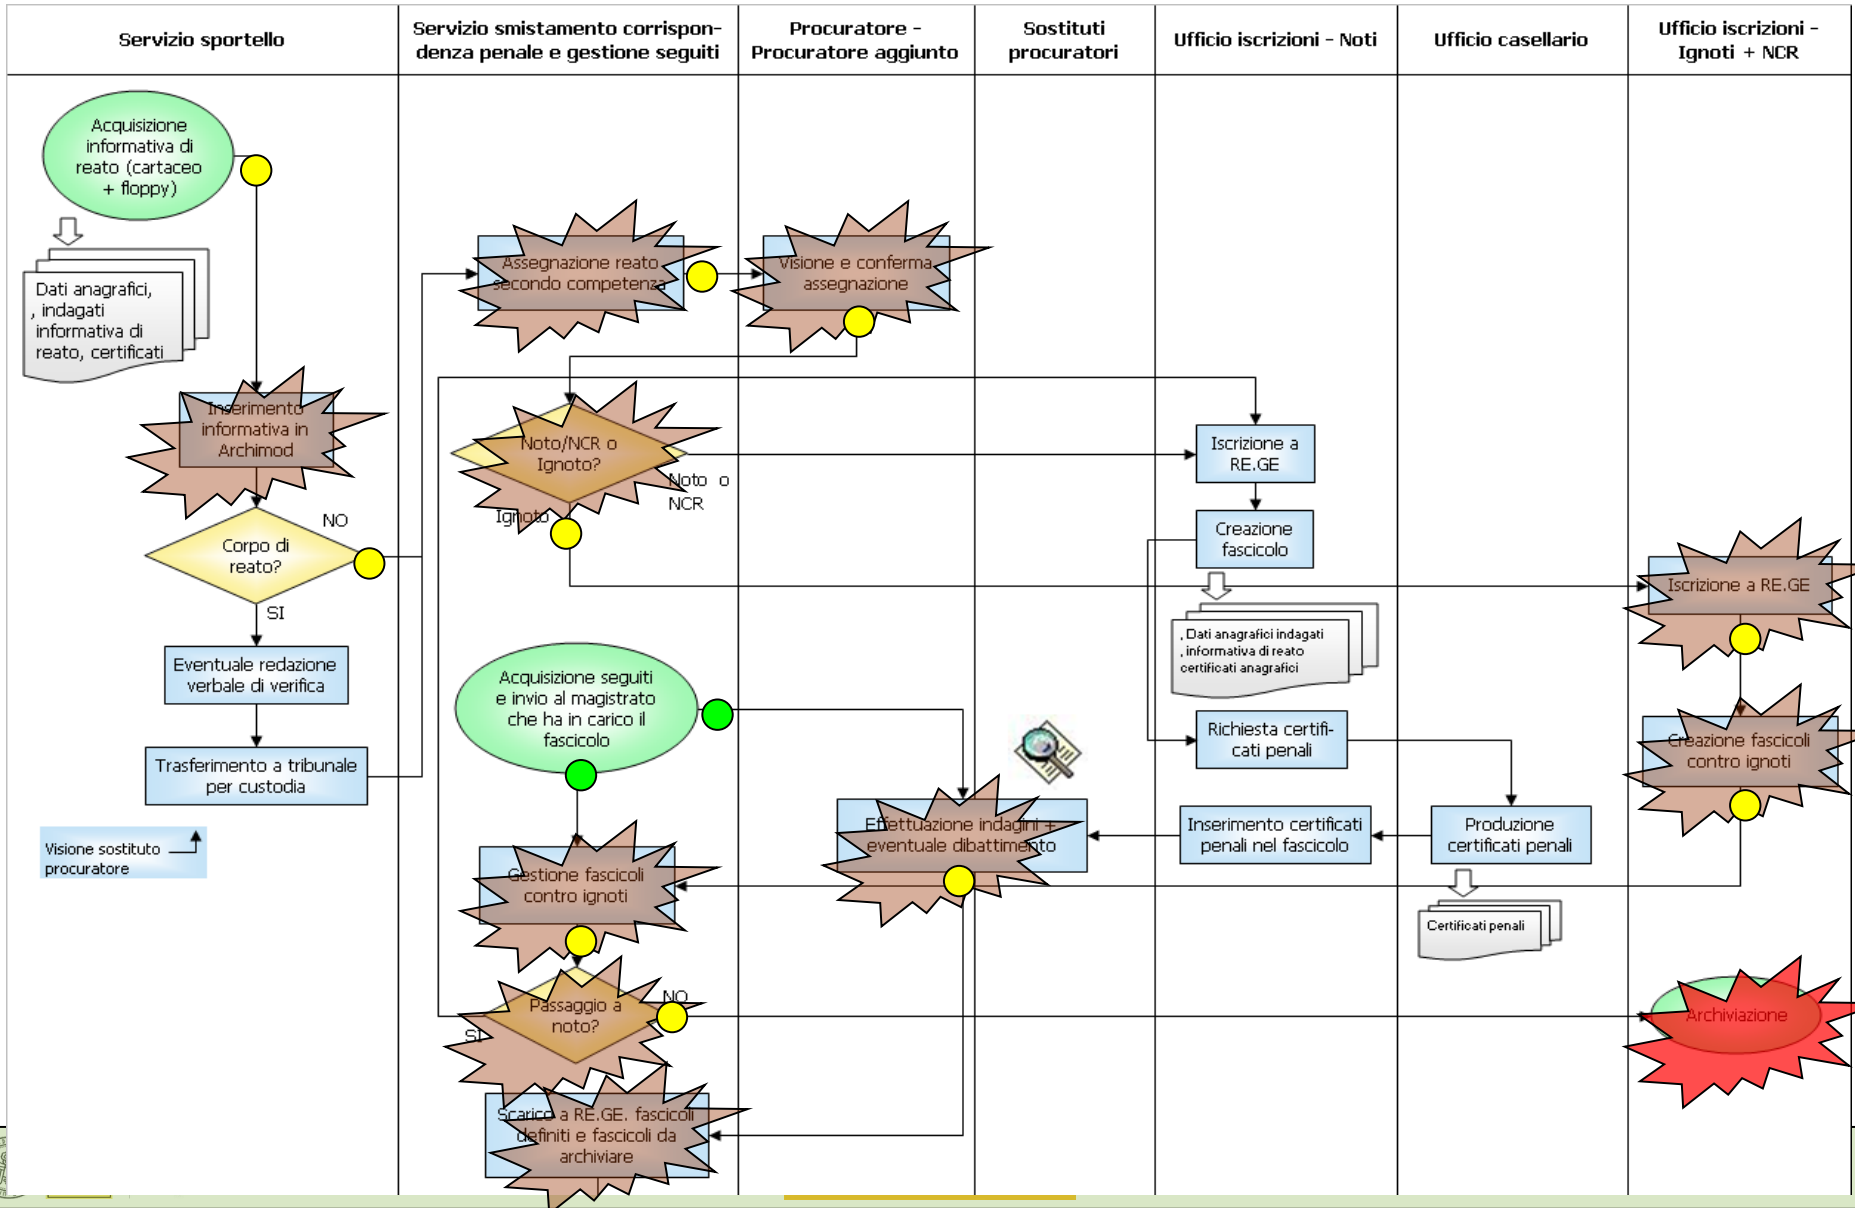 Servizio sportello
Servizio smistamento corrispon-
denza penale e gestione seguiti
Procuratore -
Procuratore aggiunto
Sostituti
procuratori
Ufficio iscrizioni - Noti
Ufficio casellario
Ufficio iscrizioni -
Ignoti + NCR
Acquisizione
informativa di
reato (cartaceo
+ floppy)
Dati anagrafici,
, indagati
informativa di
reato, certificati
Inserimento
informativa in
Archimod
Corpo di
reato?
NO
SI
Eventuale redazione
verbale di verifica
Trasferimento a tribunale
per custodia
Visione sostituto
procuratore
Assegnazione reato
secondo competenza
Visione e conferma
assegnazione
Noto/NCR o
Ignoto?
Noto o
NCR
Ignoto
Acquisizione seguiti
e invio al magistrato
che ha in carico il
fascicolo
Gestione fascicoli
contro ignoti
Passaggio a
noto?
NO
SI
Scarico a RE.GE. fascicoli
definiti e fascicoli da
archiviare
Effettuazione indagini +
eventuale dibattimento
Iscrizione a
RE.GE
Creazione
fascicolo
, Dati anagrafici indagati
, informativa di reato
certificati anagrafici
Richiesta certifi-
cati penali
Inserimento certificati
penali nel fascicolo
Produzione
certificati penali
Certificati penali
Iscrizione a RE.GE
Creazione fascicoli
contro ignoti
Archiviazione